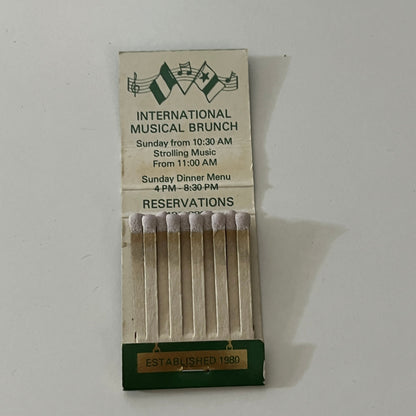 INTERNATIONAL
MUSICAL BRUNCH
Sunday from 10:30 AM
Strolling Music
From 11:00 AM
Sunday Dinner Menu
4 PM - 8:30 PM
RESERVATIONS
ESTABLISHED 1980